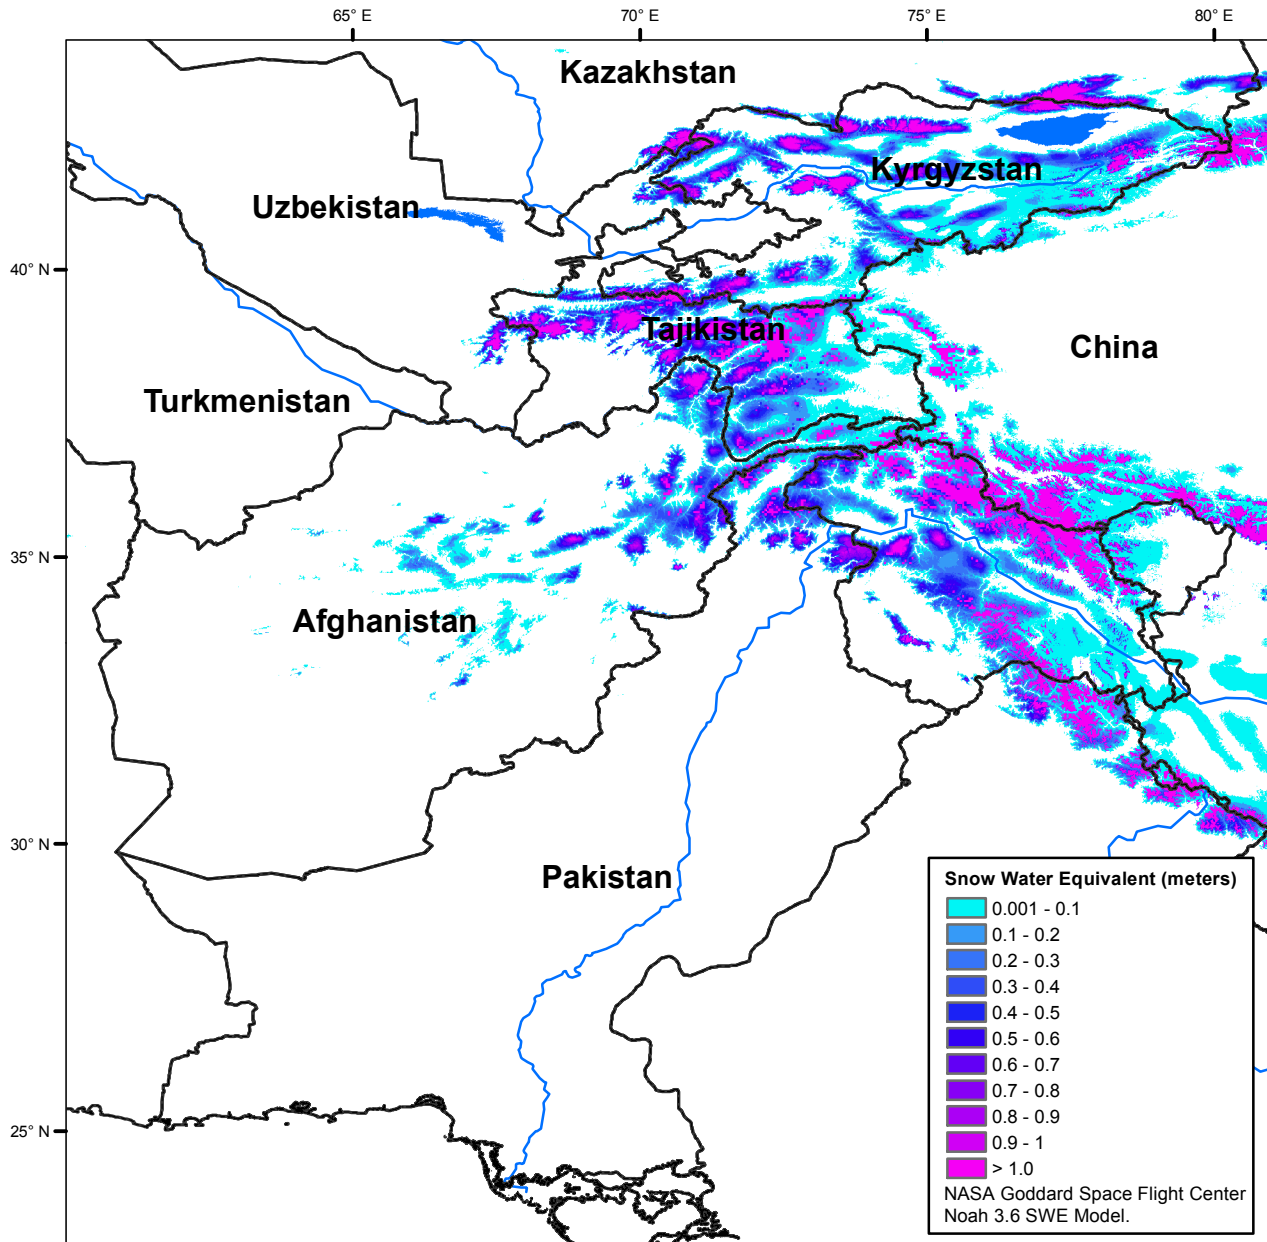 65° E
70° E
75° E
80° E
Kazakhstan
Kyrgyzstan
Uzbekistan
40° N
Tajikistan
China
Turkmenistan
35° N
Afghanistan
30° N
Pakistan
25° N
Snow Water Equivalent (meters)
0.001 - 0.1
0.1 - 0.2
0.2 - 0.3
0.3 - 0.4
0.4 - 0.5
0.5 - 0.6
0.6 - 0.7
0.7 - 0.8
0.8 - 0.9
0.9 - 1
> 1.0
NASA Goddard Space Flight Center
Noah 3.6 SWE Model.